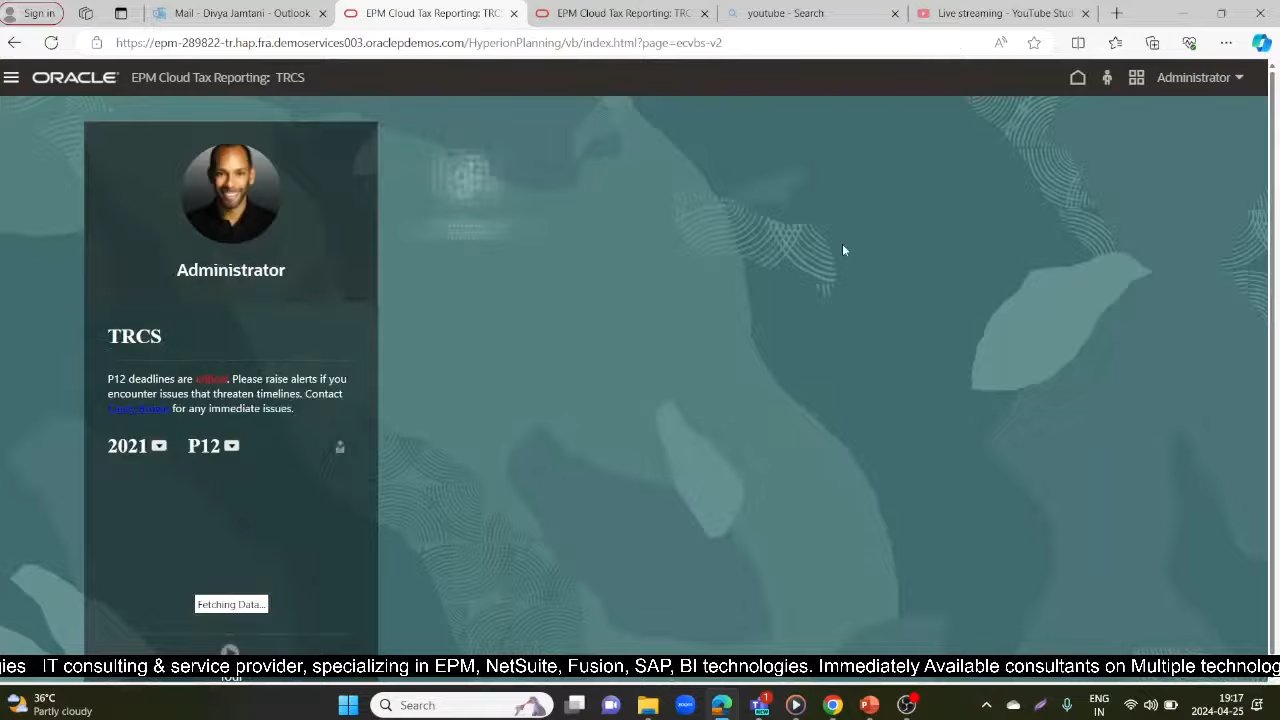 Sign in
Mail - Divya Jamtani - Outlook
EPM Cloud Tax Reporting: TRC
EPM Cloud Tax Reporting: TRC
youtube - Search
Live streaming - YouTube Stu
https://epm-289822-tr.hap.fra.demoservices003.oraclepdemos.com/HyperionPlanning/vb/index.html?page=ecvbs-v2
ORACLE EPM Cloud Tax Reporting: TRCS
Administrator
Administrator
TRCS
P12 deadlines are . Please raise alerts if you
encounter issues that threaten timelines. Contact
for any immediate issues.
2021 P12
Fetching Data...
gies IT consulting & service provider, specializing in EPM, NetSuite, Fusion, SAP, BI technologies. Immediately Available consultants on Multiple technolog
36°C
Partly cloudy
Search
zoom
NEW
1
ENG
IN
19:17
2024-04-25